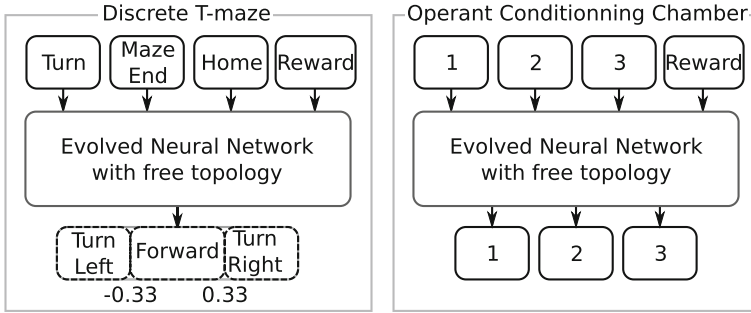 Discrete T-maze
Turn
Maze
End
Home
Reward
Evolved Neural Network
with free topology
Turn
Left
Forward
Turn
Right
-0.33
0.33
Operant Conditionning Chamber
1
2
3
Reward
Evolved Neural Network
with free topology
1
2
3